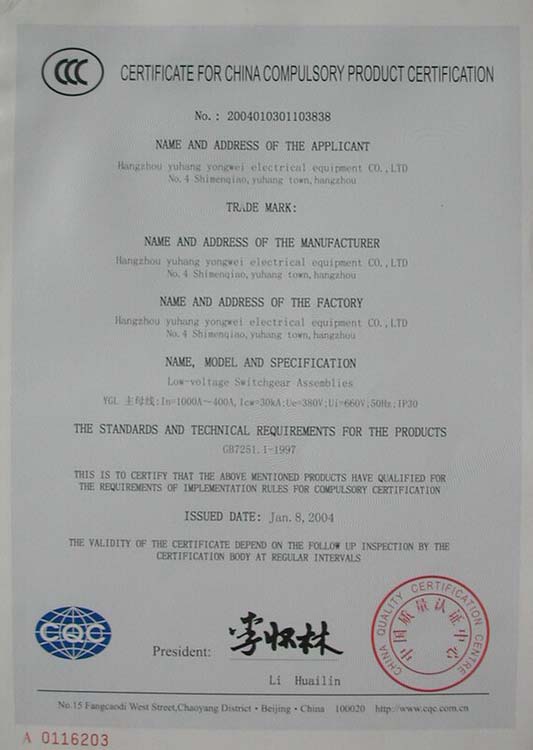 CCC CERTIFICATE FOR CHINA COMPULSORY PRODUCT CERTIFICATION
No.: 2004010301103838
NAME AND ADDRESS OF THE APPLICANT
Hangzhou yuhang yongwei electrical equipment CO.,LTD
No.4 Shimenqiao,yuhang town,hangzhou
TRADE MARK:
NAME AND ADDRESS OF THE MANUFACTURER
Hangzhou yuhang yongwei electrical equipment CO.,LTD
No.4 Shimenqiao,yuhang town,hangzhou
NAME AND ADDRESS OF THE FACTORY
Hangzhou yuhang yongwei electrical equipment CO.,LTD
No.4 Shimenqiao,yuhang town,hangzhou
NAME, MODEL AND SPECIFICATION
Low-voltage Switchgear Assemblies
YGL 主母线:In=1000A~400A,Icw=30kA;Ue=380V;Ui=660V;50Hz;IP30
THE STANDARDS AND TECHNICAL REQUIREMENTS FOR THE PRODUCTS
GB7251.1-1997
THIS IS TO CERTIFY THAT THE ABOVE MENTIONED PRODUCTS HAVE QUALIFIED FOR
THE REQUIREMENTS OF IMPLEMENTATION RULES FOR COMPULSORY CERTIFICATION
ISSUED DATE: Jan.8,2004
THE VALIDITY OF THE CERTIFICATE DEPEND ON THE FOLLOW UP INSPECTION BY THE
CERTIFICATION BODY AT REGULAR INTERVALS
CQC
President: 李怀林
Li Huailin
CHINA QUALITY CERTIFICATION CENTRE
中国质量认证中心
No.15 Fangcaodi West Street,Chaoyang District·Beijing·China 100020 http://www.cqc.com.cn
A 0116203